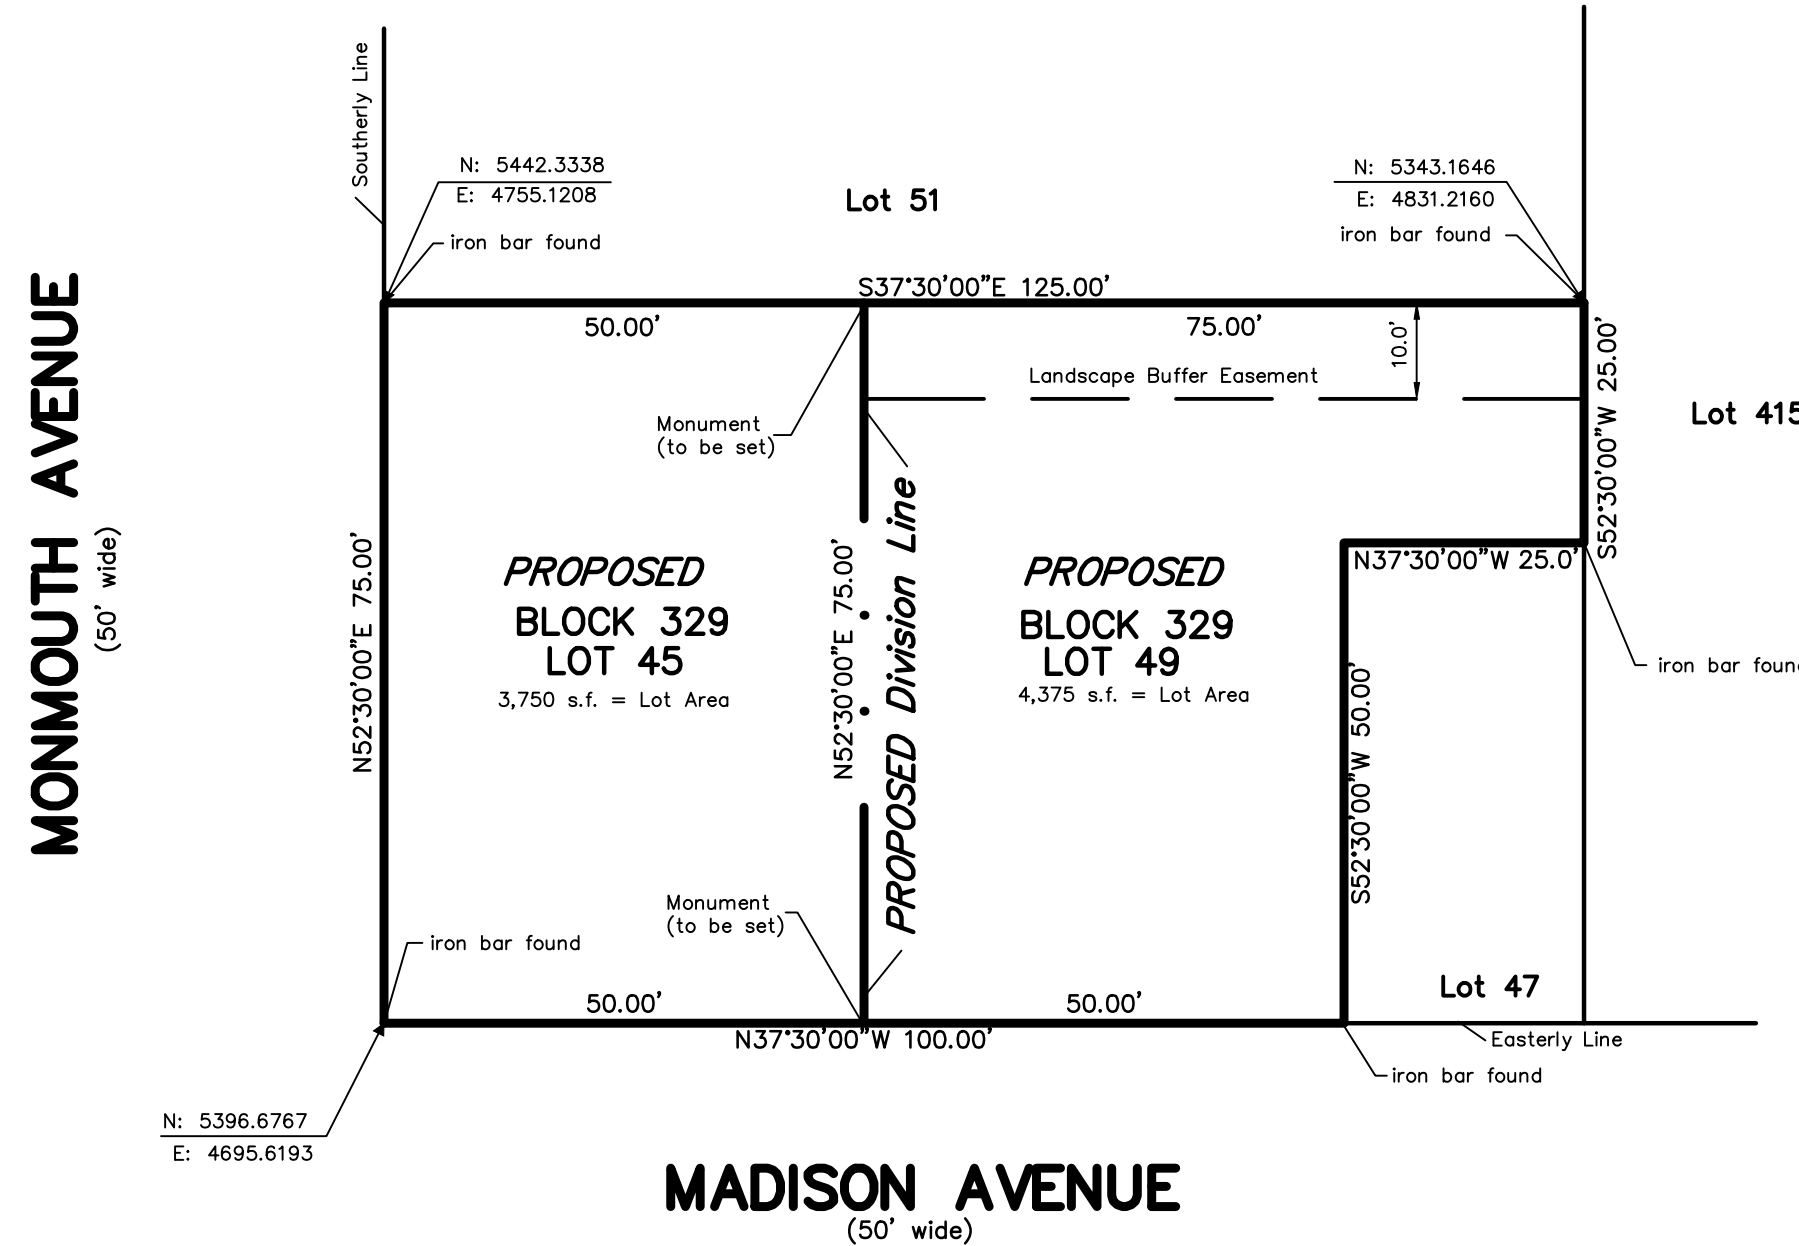 Southerly Line
N: 5442.3338
E: 4755.1208
iron bar found
Lot 51
N: 5343.1646
E: 4831.2160
iron bar found
S37°30'00"E 125.00'
50.00'
75.00'
10.0'
Landscape Buffer Easement
S52°30'00"W 25.00'
Lot 415
Monument
(to be set)
MONMOUTH AVENUE
(50' wide)
N52°30'00"E 75.00'
PROPOSED
BLOCK 329
LOT 45
3,750 s.f. = Lot Area
N52°30'00"E 75.00'
PROPOSED Division Line
PROPOSED
BLOCK 329
LOT 49
4,375 s.f. = Lot Area
N37°30'00"W 25.0'
iron bar foun
S52°30'00"W 50.00'
Monument
(to be set)
iron bar found
50.00'
50.00'
Lot 47
N37°30'00"W 100.00'
Easterly Line
iron bar found
N: 5396.6767
E: 4695.6193
MADISON AVENUE
(50' wide)